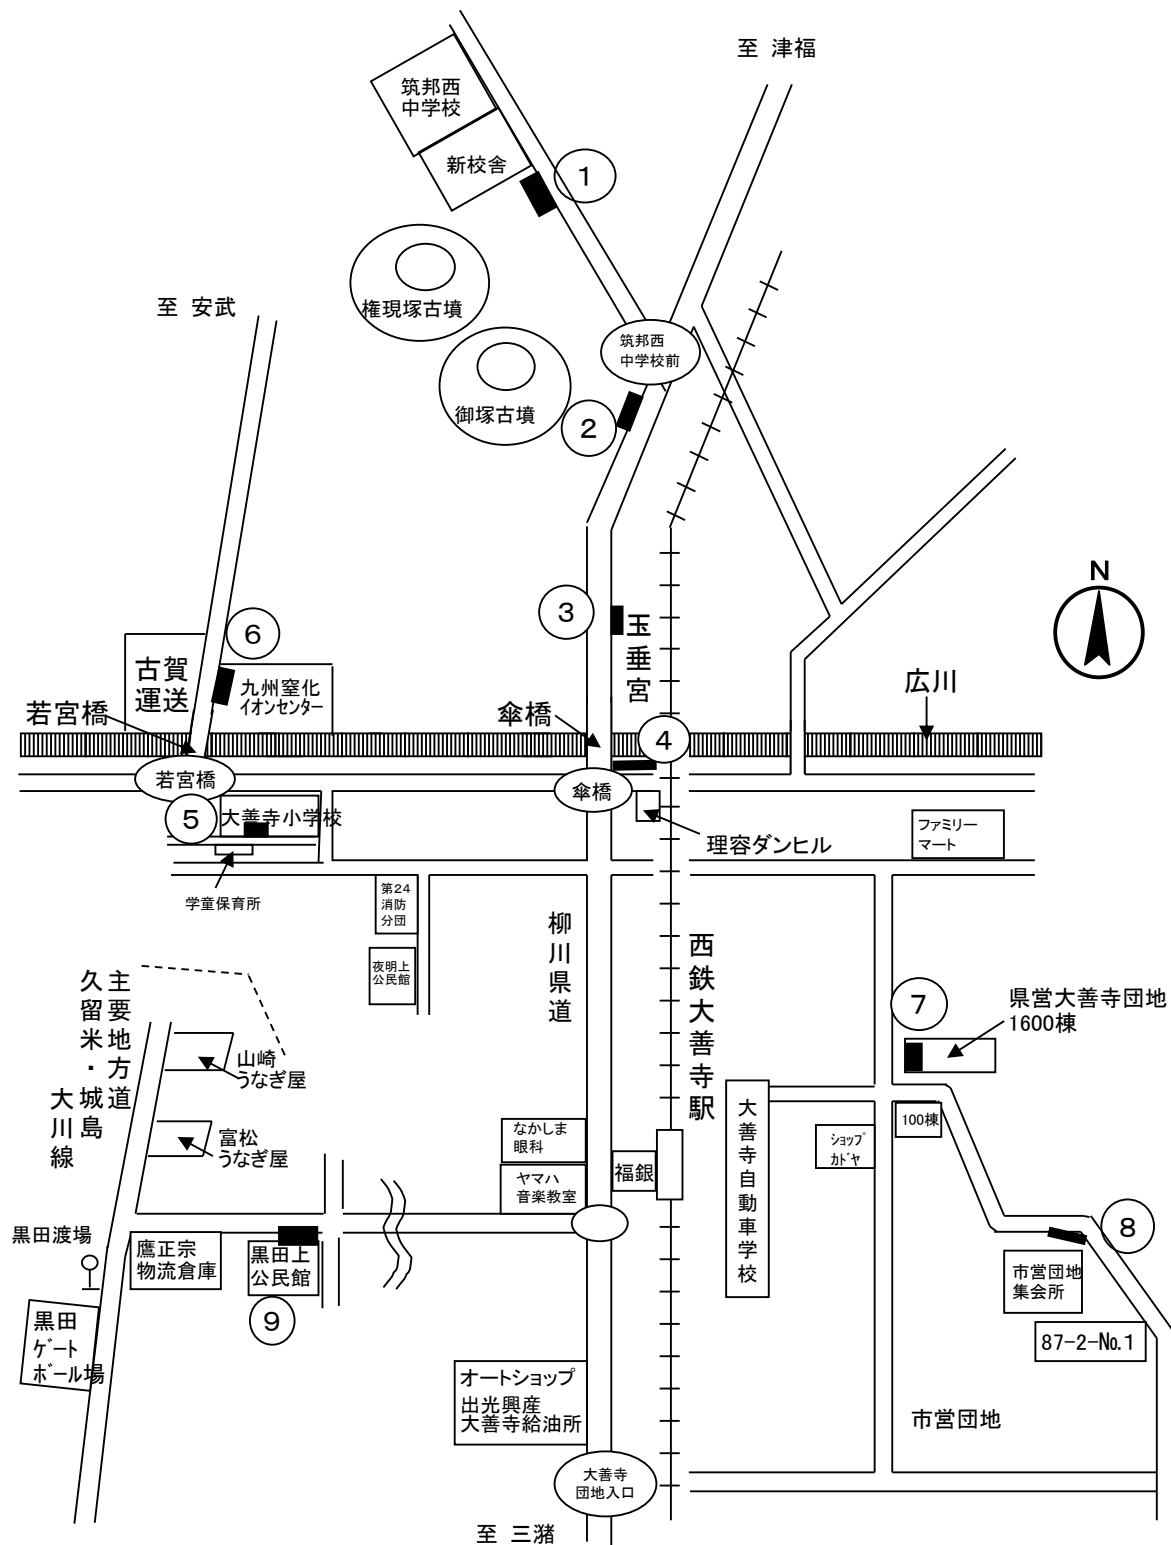 至 津福
筑邦西
中学校
新校舎
1
権現塚古墳
至 安武
筑邦西
中学校前
御塚古墳
2
N
3
玉垂宮
6
古賀
運送
九州窒化
イオンセンター
広川
若宮橋
傘橋
4
若宮橋
傘橋
5
大善寺小学校
理容ダンヒル
ファミリー
マート
学童保育所
第24
消防
分団
夜明上
公民館
柳川県道
西鉄大善寺駅
7
県営大善寺団地
1600棟
主要地方道
久留米・城島
大川線
山崎
うなぎ屋
富松
うなぎ屋
なかしま
眼科
ヤマハ
音楽教室
福銀
大善寺自動車学校
ショップ
カドヤ
100棟
8
市営団地
集会所
87-2-No.1
黒田渡場
鷹正宗
物流倉庫
黒田上
公民館
9
黒田
ゲート
ボール場
オートショップ
出光興産
大善寺給油所
市営団地
大善寺
団地入口
至 三潴